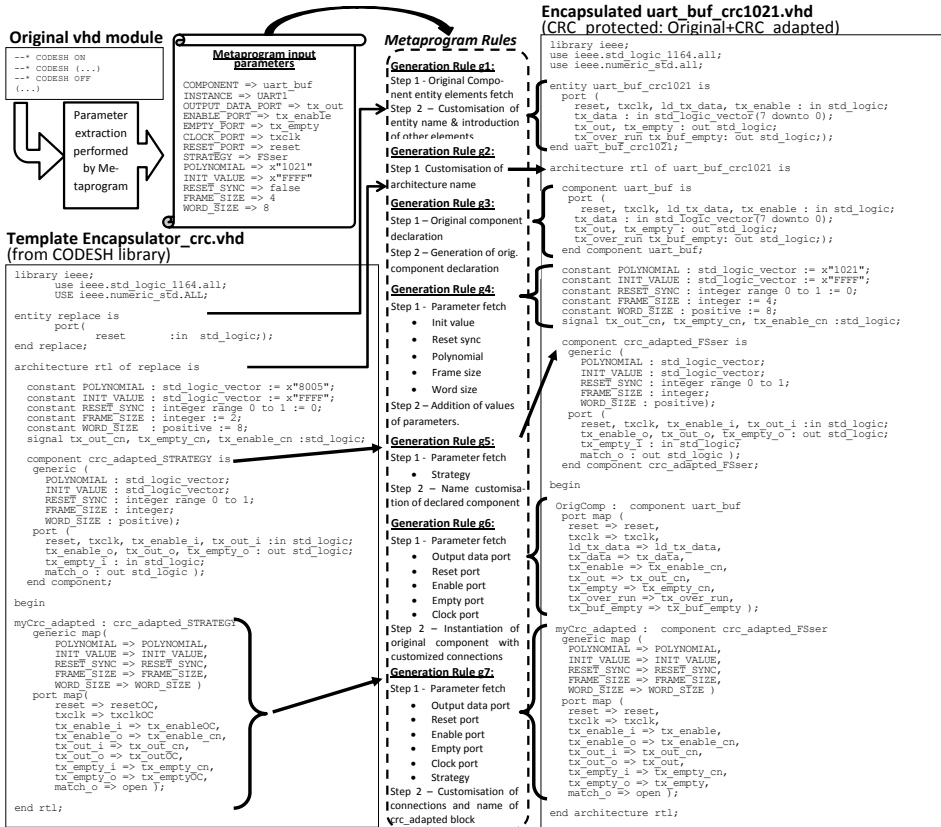 Original vhd module
--* CODESH ON
--* CODESH (...)
--* CODESH OFF
(...)
Parameter
extraction
performed
by Me-
taprogram
Metaprogram input
parameters
COMPONENT => uart_buf
INSTANCE => UART1
OUTPUT_DATA_PORT => tx_out
ENABLE_PORT => tx_enable
EMPTY_PORT => tx_empty
CLOCK_PORT => txclk
RESET_PORT => reset
STRATEGY => FSser
POLYNOMIAL => x"1021"
INIT_VALUE => x"FFFF"
RESET_SYNC => false
FRAME_SIZE => 4
WORD_SIZE => 8
Template Encapsulator_crc.vhd
(from CODESH library)
library ieee;
use ieee.std_logic_1164.all;
USE ieee.numeric_std.ALL;
entity replace is
port(
reset :in std_logic;);
end replace;
architecture rtl of replace is
constant POLYNOMIAL : std_logic_vector := x"8005";
constant INIT_VALUE : std_logic_vector := x"FFFF";
constant RESET_SYNC : integer range 0 to 1 := 0;
constant FRAME_SIZE : integer := 2;
constant WORD_SIZE : positive := 8;
signal tx_out_cn, tx_empty_cn, tx_enable_cn :std_logic;
component crc_adapted_STRATEGY is
generic (
POLYNOMIAL : std_logic_vector;
INIT_VALUE : std_logic_vector;
RESET_SYNC : integer range 0 to 1;
FRAME_SIZE : integer;
WORD_SIZE : positive);
port (
reset, txclk, tx_enable_i, tx_out_i :in std_logic;
tx_enable_o, tx_out_o, tx_empty_o : out std_logic;
tx_empty_i : in std_logic;
match_o : out std_logic );
end component;
begin
myCrc_adapted : crc_adapted_STRATEGY
generic map(
POLYNOMIAL => POLYNOMIAL,
INIT_VALUE => INIT_VALUE,
RESET_SYNC => RESET_SYNC,
FRAME_SIZE => FRAME_SIZE,
WORD_SIZE => WORD_SIZE )
port map(
reset => resetOC,
txclk => txclkOC
tx_enable_i => tx_enableOC,
tx_enable_o => tx_enable_cn,
tx_out_i => tx_out_cn,
tx_out_o => tx_outOC,
tx_empty_i => tx_empty_cn,
tx_empty_o => tx_emptyOC,
match_o => open );
end rtl;
Metaprogram Rules
Generation Rule g1:
Step 1 - Original Compo-
nent entity elements fetch
Step 2 – Customisation of
entity name & introduction
of other elements
Generation Rule g2:
Step 1 Customisation of
architecture name
Generation Rule g3:
Step 1 – Original component
declaration
Step 2 – Generation of orig.
component declaration
Generation Rule g4:
Step 1 - Parameter fetch
• Init value
• Reset sync
• Polynomial
• Frame size
• Word size
Step 2 – Addition of values
of parameters.
Generation Rule g5:
Step 1 - Parameter fetch
• Strategy
Step 2 – Name customisa-
tion of declared component
Generation Rule g6:
Step 1 - Parameter fetch
• Output data port
• Reset port
• Enable port
• Empty port
• Clock port
Step 2 – Instantiation of
original component with
customized connections
Generation Rule g7:
Step 1 - Parameter fetch
• Output data port
• Reset port
• Enable port
• Empty port
• Clock port
• Strategy
Step 2 – Customisation of
connections and name of
crc_adapted block
Encapsulated uart_buf_crc1021.vhd
(CRC protected: Original+CRC_adapted)
library ieee;
use ieee.std_logic_1164.all;
use ieee.numeric_std.all;
entity uart_buf_crc1021 is
port (
reset, txclk, ld_tx_data, tx_enable : in std_logic;
tx_data : in std_logic_vector(7 downto 0);
tx_out, tx_empty : out std_logic;
tx_over_run tx_buf_empty: out std_logic;);
end uart_buf_crc1021;
architecture rtl of uart_buf_crc1021 is
component uart_buf is
port (
reset, txclk, ld_tx_data, tx_enable : in std_logic;
tx_data : in std_logic_vector(7 downto 0);
tx_out, tx_empty : out std_logic;
tx_over_run tx_buf_empty: out std_logic;);
end component uart_buf;
constant POLYNOMIAL : std_logic_vector := x"1021";
constant INIT_VALUE : std_logic_vector := x"FFFF";
constant RESET_SYNC : integer range 0 to 1 := 0;
constant FRAME_SIZE : integer := 4;
constant WORD_SIZE : positive := 8;
signal tx_out_cn, tx_empty_cn, tx_enable_cn :std_logic;
component crc_adapted_FSser is
generic (
POLYNOMIAL : std_logic_vector;
INIT_VALUE : std_logic_vector;
RESET_SYNC : integer range 0 to 1;
FRAME_SIZE : integer;
WORD_SIZE : positive);
port (
reset, txclk, tx_enable_i, tx_out_i :in std_logic;
tx_enable_o, tx_out_o, tx_empty_o : out std_logic;
tx_empty_i : in std_logic;
match_o : out std_logic );
end component crc_adapted_FSser;
begin
OrigComp : component uart_buf
port map (
reset => reset,
txclk => txclk,
ld_tx_data => ld_tx_data,
tx_data => tx_data,
tx_enable => tx_enable_cn,
tx_out => tx_out_cn,
tx_empty => tx_empty_cn,
tx_over_run => tx_over_run,
tx_buf_empty => tx_buf_empty );
myCrc_adapted : component crc_adapted_FSser
generic map (
POLYNOMIAL => POLYNOMIAL,
INIT_VALUE => INIT_VALUE,
RESET_SYNC => RESET_SYNC,
FRAME_SIZE => FRAME_SIZE,
WORD_SIZE => WORD_SIZE )
port map (
reset => reset,
txclk => txclk,
tx_enable_i => tx_enable,
tx_enable_o => tx_enable_cn,
tx_out_i => tx_out_cn,
tx_out_o => tx_out,
tx_empty_i => tx_empty_cn,
tx_empty_o => tx_empty,
match_o => open );
end architecture rtl;